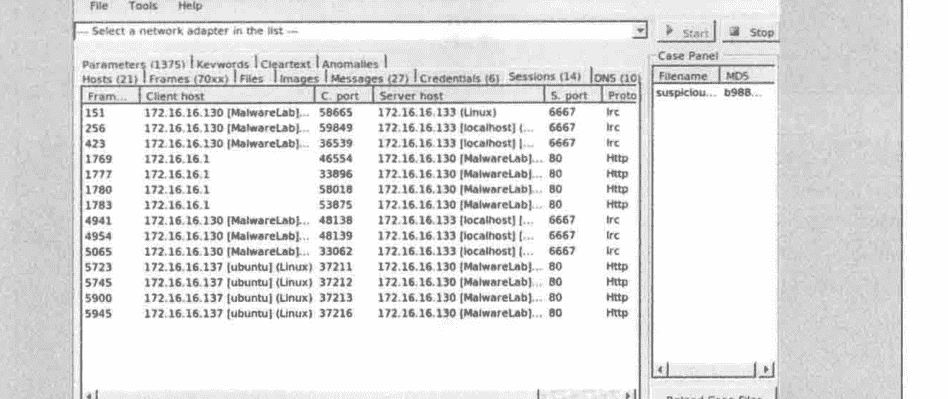 File Tools Help
--- Select a network adapter in the list ---
Start Stop
Case Panel
Parameters (1375) Keywords Cleartext Anomalies
Hosts (21) Frames (70xx) Files Images Messages (27) Credentials (6) Sessions (14) DNS (10)
Filename MD5
suspiciou... b988...
Fram... Client host C. port Server host S. port Proto
151 172.16.16.130 [MalwareLab]... 58665 172.16.16.133 (Linux) 6667 Irc
256 172.16.16.130 [MalwareLab]... 59849 172.16.16.133 [localhost] (... 6667 Irc
423 172.16.16.130 [MalwareLab]... 36539 172.16.16.133 [localhost] [... 6667 Irc
1769 172.16.16.1 46554 172.16.16.130 [MalwareLab]... 80 Http
1777 172.16.16.1 33896 172.16.16.130 [MalwareLab]... 80 Http
1780 172.16.16.1 58018 172.16.16.130 [MalwareLab]... 80 Http
1783 172.16.16.1 53875 172.16.16.130 [MalwareLab]... 80 Http
4941 172.16.16.130 [MalwareLab]... 48138 172.16.16.133 [localhost] [... 6667 Irc
4954 172.16.16.130 [MalwareLab]... 48139 172.16.16.133 [localhost] [... 6667 Irc
5065 172.16.16.130 [MalwareLab]... 33062 172.16.16.133 [localhost] [... 6667 Irc
5723 172.16.16.137 [ubuntu] (Linux) 37211 172.16.16.130 [MalwareLab]... 80 Http
5745 172.16.16.137 [ubuntu] (Linux) 37212 172.16.16.130 [MalwareLab]... 80 Http
5900 172.16.16.137 [ubuntu] (Linux) 37213 172.16.16.130 [MalwareLab]... 80 Http
5945 172.16.16.137 [ubuntu] (Linux) 37216 172.16.16.130 [MalwareLab]... 80 Http